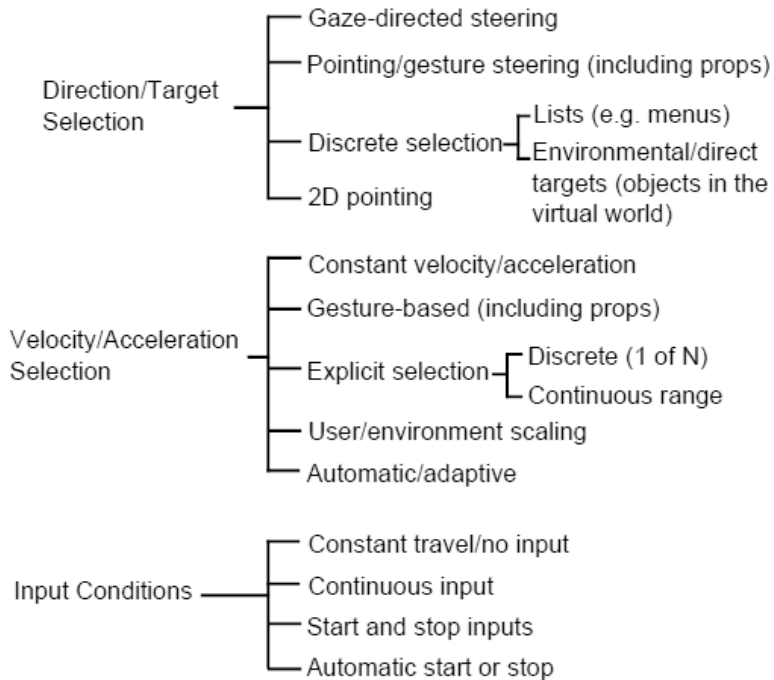 Gaze-directed steering
Pointing/gesture steering (including props)
Direction/Target
Selection
Discrete selection
Lists (e.g. menus)
Environmental/direct
targets (objects in the
virtual world)
2D pointing
Constant velocity/acceleration
Gesture-based (including props)
Velocity/Acceleration
Selection
Explicit selection
Discrete (1 of N)
Continuous range
User/environment scaling
Automatic/adaptive
Constant travel/no input
Input Conditions
Continuous input
Start and stop inputs
Automatic start or stop